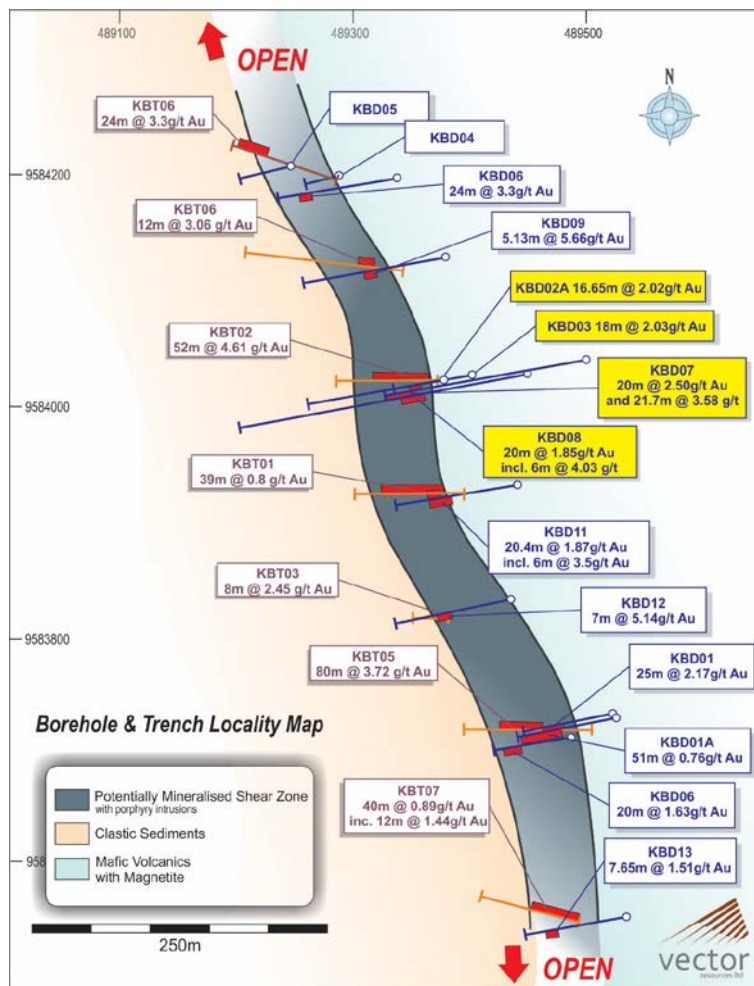 489100
489300
489500
OPEN
N
KBT06
24m @ 3.3g/t Au
KBD05
KBD04
9584200
KBD06
24m @ 3.3g/t Au
KBT06
12m @ 3.06 g/t Au
KBD09
5.13m @ 5.66g/t Au
KBD02A 16.65m @ 2.02g/t Au
KBD03 18m @ 2.03g/t Au
KBT02
52m @ 4.61 g/t Au
KBD07
20m @ 2.50g/t Au
and 21.7m @ 3.58 g/t
9584000
KBD08
20m @ 1.85g/t Au
incl. 6m @ 4.03 g/t
KBT01
39m @ 0.8 g/t Au
KBD11
20.4m @ 1.87g/t Au
incl. 6m @ 3.5g/t Au
KBT03
8m @ 2.45 g/t Au
KBD12
7m @ 5.14g/t Au
9583800
KBT05
80m @ 3.72 g/t Au
KBD01
25m @ 2.17g/t Au
Borehole & Trench Locality Map
KBD01A
51m @ 0.76g/t Au
KBT07
40m @ 0.89g/t Au
inc. 12m @ 1.44g/t Au
KBD06
20m @ 1.63g/t Au
Potentially Mineralised Shear Zone
with porphyry intrusions
Clastic Sediments
Mafic Volcanics
with Magnetite
KBD13
7.65m @ 1.51g/t Au
250m
OPEN
vector
resources ltd